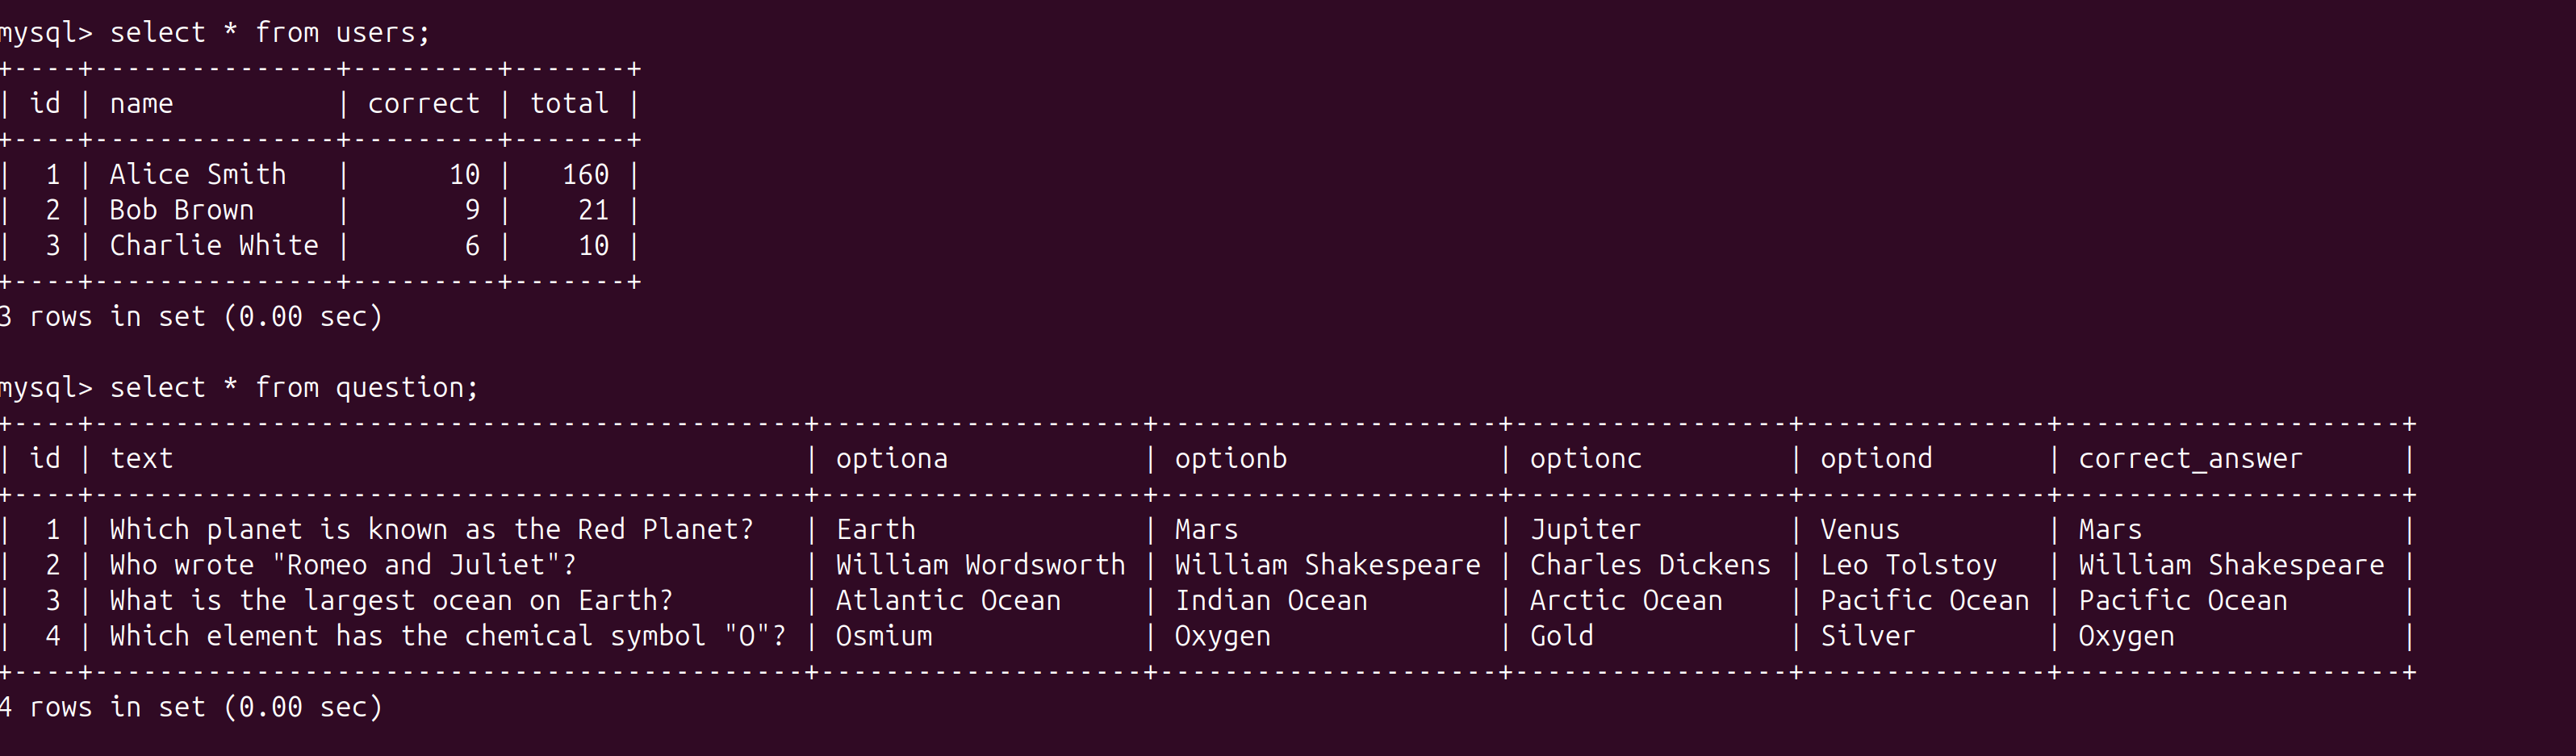 mysql> select * from users;
+----+---------------+---------+-------+
| id | name          | correct | total |
+----+---------------+---------+-------+
|  1 | Alice Smith   |      10 |   160 |
|  2 | Bob Brown     |       9 |    21 |
|  3 | Charlie White |       6 |    10 |
+----+---------------+---------+-------+
3 rows in set (0.00 sec)
mysql> select * from question;
+----+--------------------------------------------+--------------------+---------------------+-----------------+---------------+---------------------+
| id | text                                       | optiona            | optionb             | optionc         | optiond       | correct_answer      |
+----+--------------------------------------------+--------------------+---------------------+-----------------+---------------+---------------------+
|  1 | Which planet is known as the Red Planet?   | Earth              | Mars                | Jupiter         | Venus         | Mars                |
|  2 | Who wrote "Romeo and Juliet"?              | William Wordsworth | William Shakespeare | Charles Dickens | Leo Tolstoy   | William Shakespeare |
|  3 | What is the largest ocean on Earth?        | Atlantic Ocean     | Indian Ocean        | Arctic Ocean    | Pacific Ocean | Pacific Ocean       |
|  4 | Which element has the chemical symbol "O"? | Osmium             | Oxygen              | Gold            | Silver        | Oxygen              |
+----+--------------------------------------------+--------------------+---------------------+-----------------+---------------+---------------------+
4 rows in set (0.00 sec)